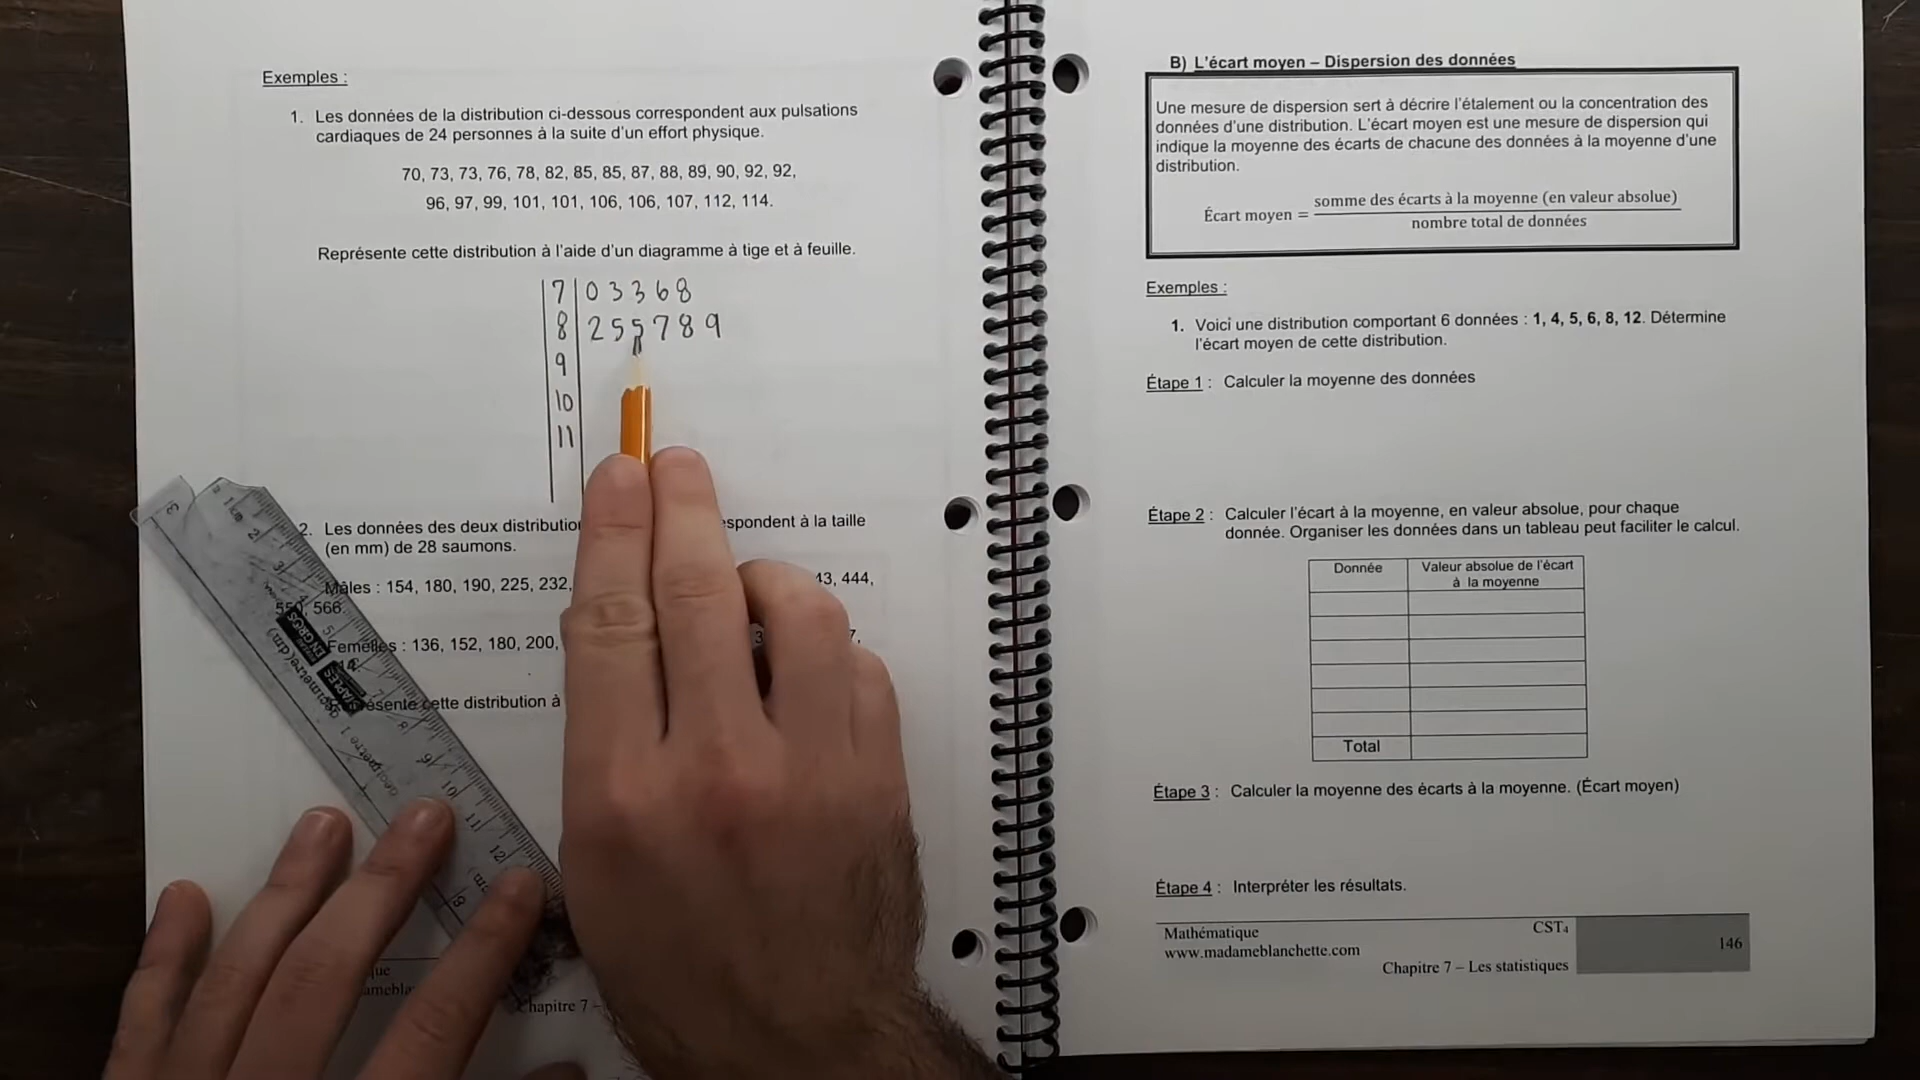 Exemples :
1. Les données de la distribution ci-dessous correspondent aux pulsations
cardiaques de 24 personnes à la suite d'un effort physique.
70, 73, 73, 76, 78, 82, 85, 85, 87, 88, 89, 90, 92, 92,
96, 97, 99, 101, 101, 106, 106, 107, 112, 114.
Représente cette distribution à l'aide d'un diagramme à tige et à feuille.
7 0 3 3 6 8
8 2 5 5 7 8 9
9
10
11
2. Les données des deux spondent à la taille
(en mm) de 28 saumons.
Mâles : 154, 180, 190, 225, 232, 43, 444,
550, 566.
Femelles : 136, 152, 180, 200, 7,
cette distribution à
hapitre 7 –
B) L'écart moyen – Dispersion des données
Une mesure de dispersion sert à décrire l'étalement ou la concentration des
données d'une distribution. L'écart moyen est une mesure de dispersion qui
indique la moyenne des écarts de chacune des données à la moyenne d'une
distribution.
Écart moyen = somme des écarts à la moyenne (en valeur absolue)
nombre total de données
Exemples :
1. Voici une distribution comportant 6 données : 1, 4, 5, 6, 8, 12. Détermine
l'écart moyen de cette distribution.
Étape 1 : Calculer la moyenne des données
Étape 2 : Calculer l'écart à la moyenne, en valeur absolue, pour chaque
donnée. Organiser les données dans un tableau peut faciliter le calcul.
Donnée Valeur absolue de l'écart
à la moyenne
Total
Étape 3 : Calculer la moyenne des écarts à la moyenne. (Écart moyen)
Étape 4 : Interpréter les résultats.
Mathématique CST4
www.madameblanchette.com 146
Chapitre 7 – Les statistiques